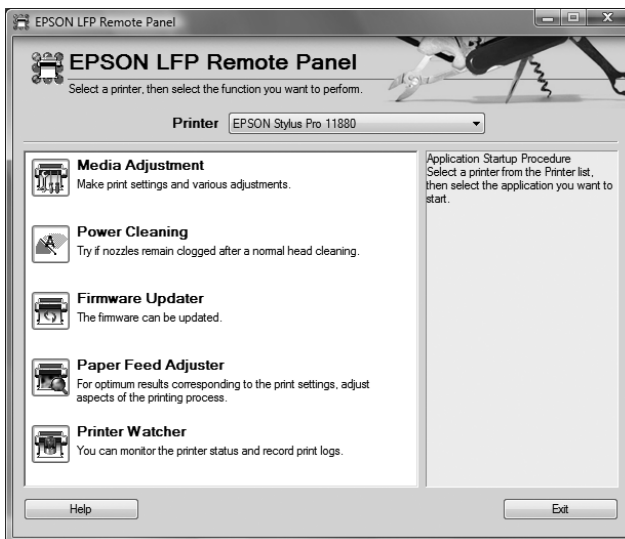 EPSON LFP Remote Panel
EPSON LFP Remote Panel
Select a printer, then select the function you want to perform.
Printer
EPSON Stylus Pro 11880
Media Adjustment
Make print settings and various adjustments.
Power Cleaning
Try if nozzles remain clogged after a normal head cleaning.
Firmware Updater
The firmware can be updated.
Paper Feed Adjuster
For optimum results corresponding to the print settings, adjust
aspects of the printing process.
Printer Watcher
You can monitor the printer status and record print logs.
Application Startup Procedure
Select a printer from the Printer list,
then select the application you want to
start.
Help
Exit